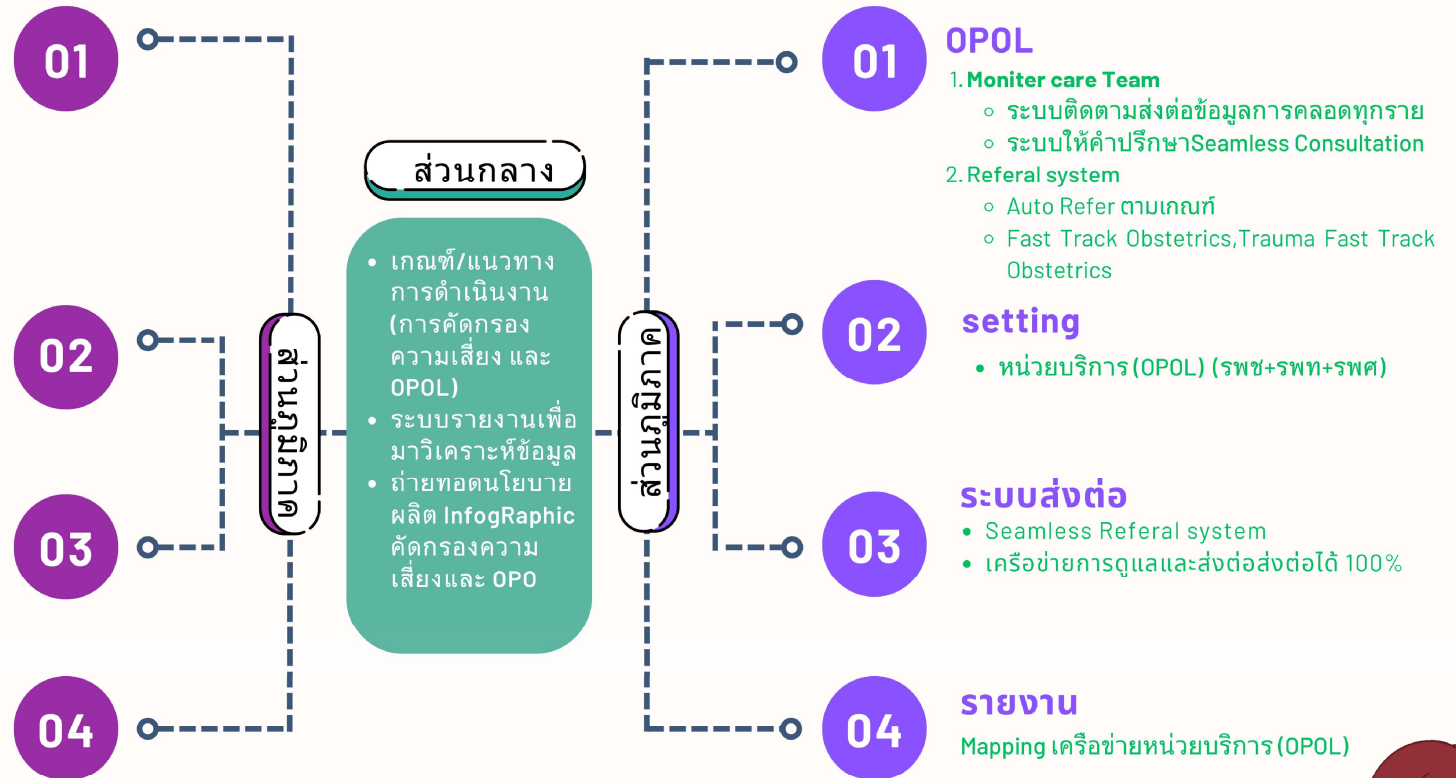 01
02
03
04
ส่วนภูมิภาค
ส่วนกลาง
• เกณฑ์/แนวทาง
การดำเนินงาน
(การคัดกรอง
ความเสี่ยง และ
OPOL)
• ระบบรายงานเพื่อ
มาวิเคราะห์ข้อมูล
• ถ่ายทอดนโยบาย
ผลิต InfogRaphic
คัดกรองความ
เสี่ยงและ OPO
ส่วนภูมิภาค
01
OPOL
1. Moniter care Team
ระบบติดตามส่งต่อข้อมูลการคลอดทุกราย
ระบบให้คำปรึกษาSeamless Consultation
2. Referal system
Auto Refer ตามเกณฑ์
Fast Track Obstetrics,Trauma Fast Track
Obstetrics
02
setting
• หน่วยบริการ (OPOL) (รพช+รพท+รพศ)
03
ระบบส่งต่อ
• Seamless Referal system
• เครือข่ายการดูแลและส่งต่อส่งต่อได้ 100%
04
รายงาน
Mapping เครือข่ายหน่วยบริการ (OPOL)